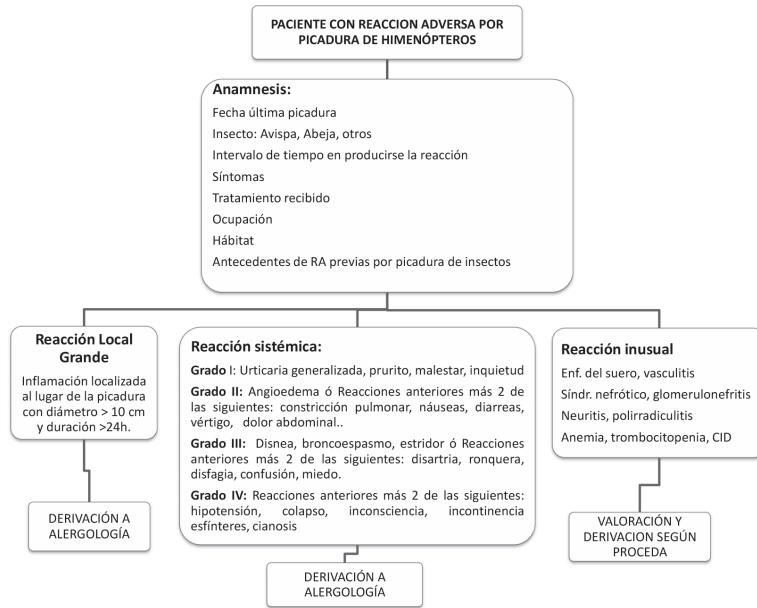 PACIENTE CON REACCION ADVERSA POR
PICADURA DE HIMENÓPTEROS
Anamnesis:
Fecha última picadura
Insecto: Avispa, Abeja, otros
Intervalo de tiempo en producirse la reacción
Síntomas
Tratamiento recibido
Ocupación
Hábitat
Antecedentes de RA previas por picadura de insectos
Reacción Local
Grande
Inflamación localizada
al lugar de la picadura
con diámetro > 10 cm
y duración >24h.
DERIVACIÓN A
ALERGOLOGÍA
Reacción sistémica:
Grado I: Urticaria generalizada, prurito, malestar, inquietud
Grado II: Angioedema ó Reacciones anteriores más 2 de
las siguientes: constricción pulmonar, náuseas, diarreas,
vértigo, dolor abdominal..
Grado III: Disnea, broncoespasmo, estridor ó Reacciones
anteriores más 2 de las siguientes: disartria, ronquera,
disfagia, confusión, miedo.
Grado IV: Reacciones anteriores más 2 de las siguientes:
hipotensión, colapso, inconsciencia, incontinencia
esfínteres, cianosis
DERIVACIÓN A
ALERGOLOGÍA
Reacción inusual
Enf. del suero, vasculitis
Síndr. nefrótico, glomerulonefritis
Neuritis, polirradiculitis
Anemia, trombocitopenia, CID
VALORACIÓN Y
DERIVACION SEGÚN
PROCEDA